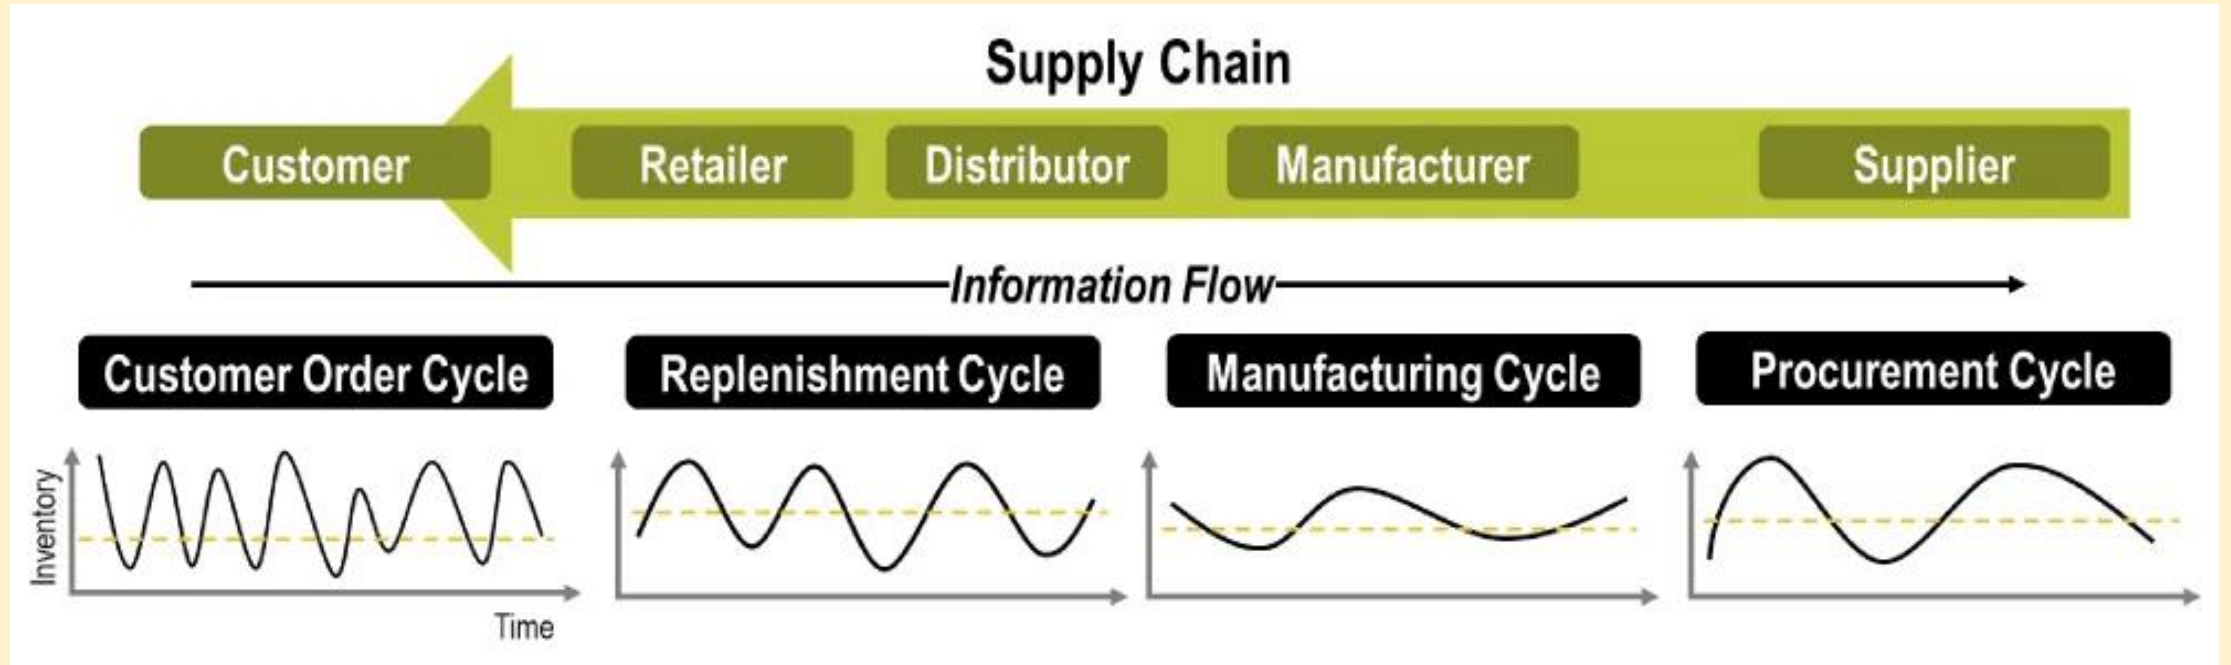 Supply Chain
Customer
Retailer
Distributor
Manufacturer
Supplier
Information Flow
Customer Order Cycle
Replenishment Cycle
Manufacturing Cycle
Procurement Cycle
Inventory
Time